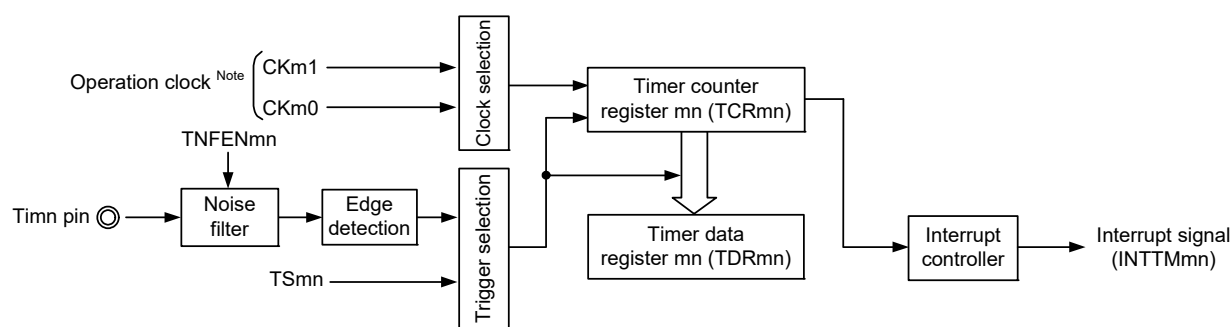 Operation clock Note
CKm1
CKm0
Clock selection
Timer counter
register mn (TCRmn)
TNFENmn
Timn pin
Noise
filter
Edge
detection
TSmn
Trigger selection
Timer data
register mn (TDRmn)
Interrupt
controller
Interrupt signal
(INTTMmn)